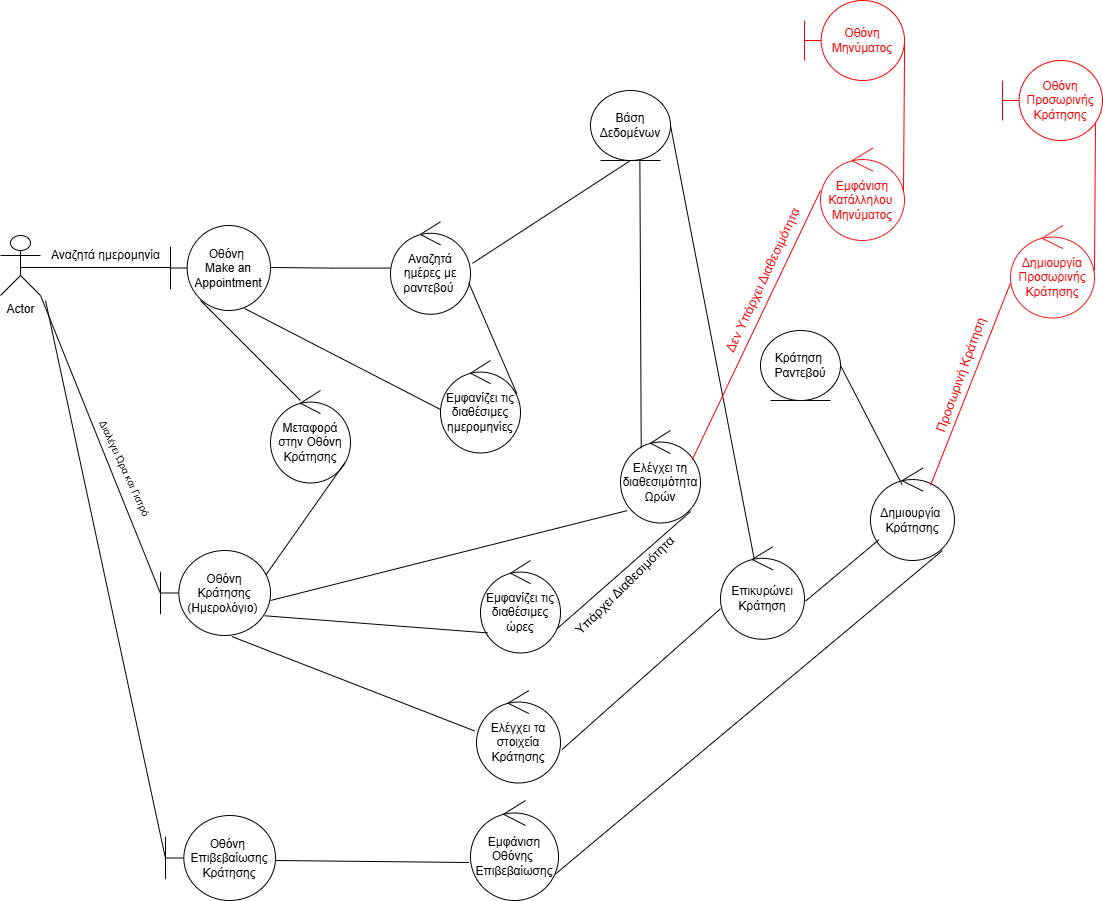 Οθόνη
Μηνύματος
Οθόνη
Προσωρινής
Κράτησης
Βάση
Δεδομένων
Εμφάνιση
Κατάλληλου
Μηνύματος
Αναζητά ημερομηνία
Οθόνη
Make an
Appointment
Αναζητά
ημέρες με
ραντεβού
Δεν Υπάρχει Διαθεσιμότητα
Δημιουργία
Προσωρινής
Κράτησης
Actor
Κράτηση
Ραντεβού
Προσωρινή Κράτηση
Εμφανίζει τις
διαθέσιμες
ημερομηνίες
Μεταφορά
στην Οθόνη
Κράτησης
Διαλέγει Ώρα και Γιατρό
Ελέγχει τη
διαθεσιμότητα
Ωρών
Δημιουργία
Κράτησης
Υπάρχει Διαθεσιμότητα
Οθόνη
Κράτησης
(Ημερολόγιο)
Εμφανίζει τις
διαθέσιμες
ώρες
Επικυρώνει
Κράτηση
Ελέγχει τα
στοιχεία
Κράτησης
Οθόνη
Επιβεβαίωσης
Κράτησης
Εμφάνιση
Οθόνης
Επιβεβαίωσης